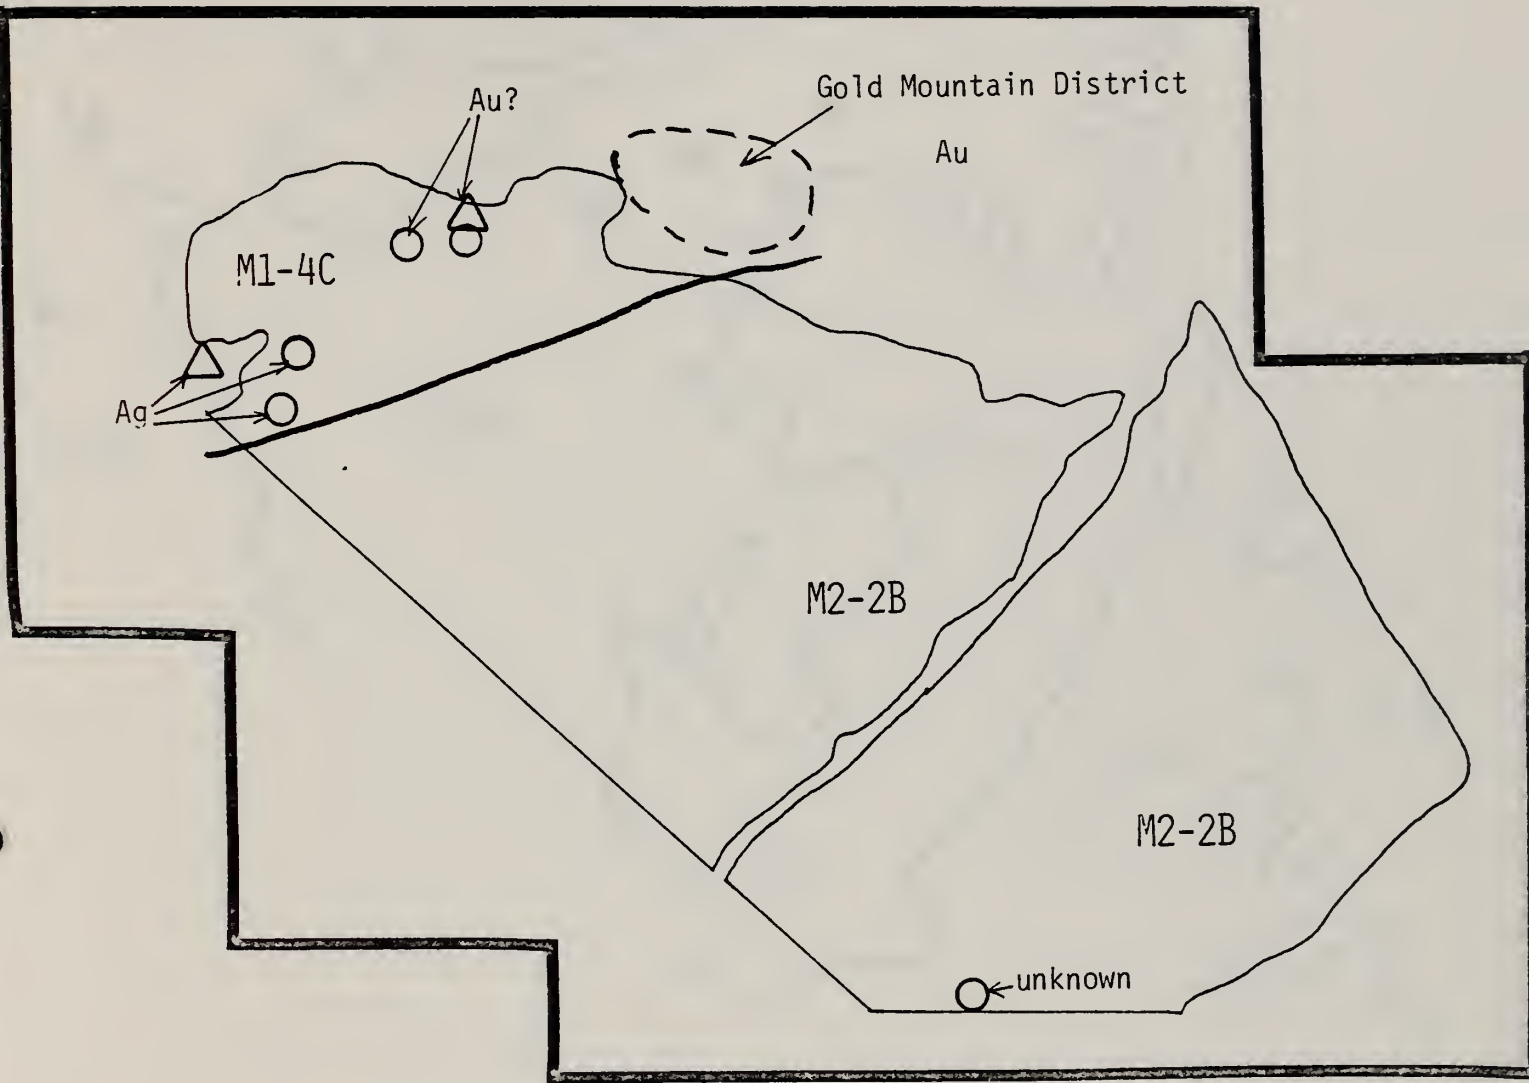 Gold Mountain District
Au?
Au
M1-4C
Ag
M2-2B
M2-2B
unknown